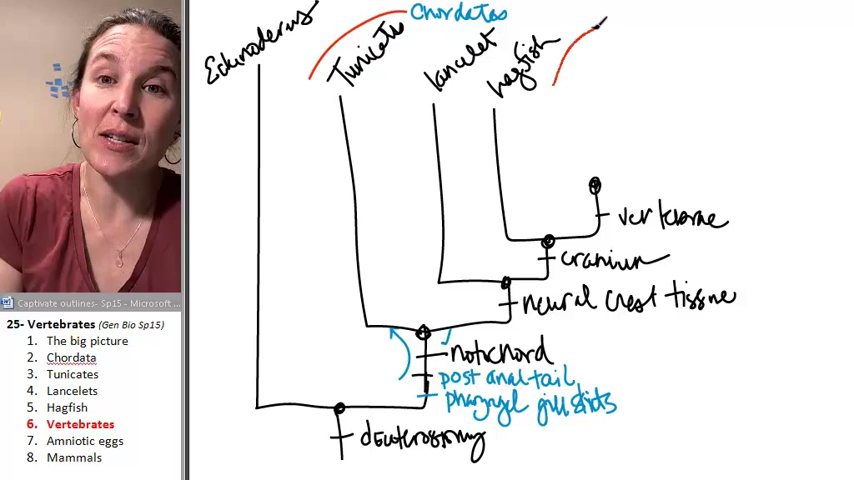 Chordates
Echinoderms
Tunicates
lancelet
hagfish
vertebrae
cranium
neural crest tissue
notochord
post anal tail
pharyngeal gill slits
Captivate outlines- Sp15 - Microsoft ...
25- Vertebrates (Gen Bio Sp15)
1. The big picture
2. Chordata
3. Tunicates
4. Lancelets
5. Hagfish
6. Vertebrates
7. Amniotic eggs
8. Mammals